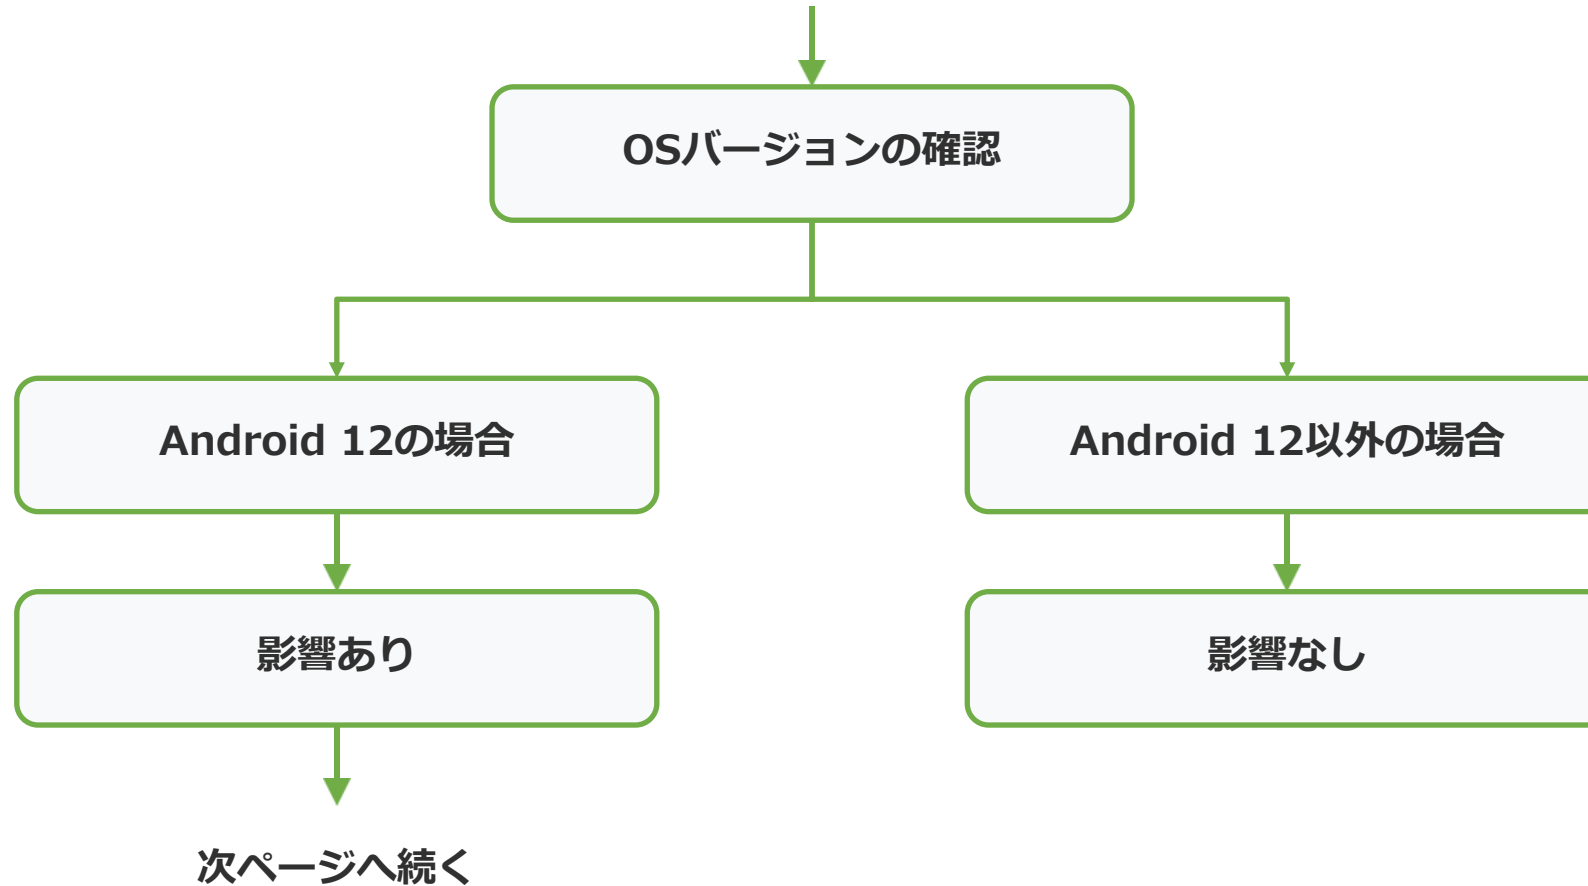 OSバージョンの確認
Android 12の場合
Android 12以外の場合
影響あり
影響なし
次ページへ続く